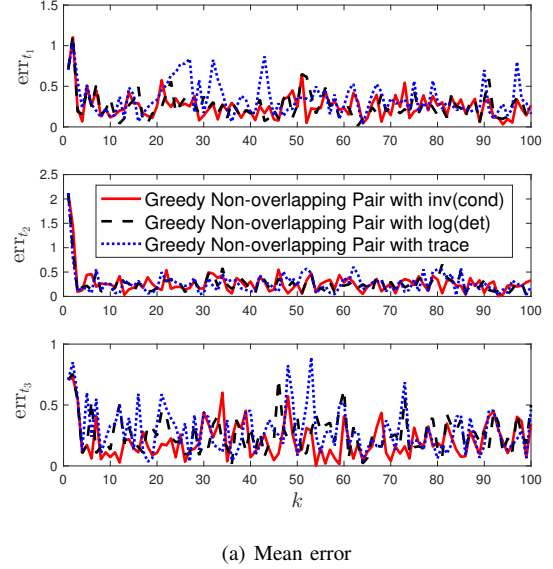 1.5
1
0.5
0
err_{t_1}
0 10 20 30 40 50 60 70 80 90 100
2.5
2
1.5
1
0.5
0
err_{t_2}
Greedy Non-overlapping Pair with inv(cond)
Greedy Non-overlapping Pair with log(det)
Greedy Non-overlapping Pair with trace
0 10 20 30 40 50 60 70 80 90 100
1
0.5
0
err_{t_3}
0 10 20 30 40 50 60 70 80 90 100
k
(a) Mean error